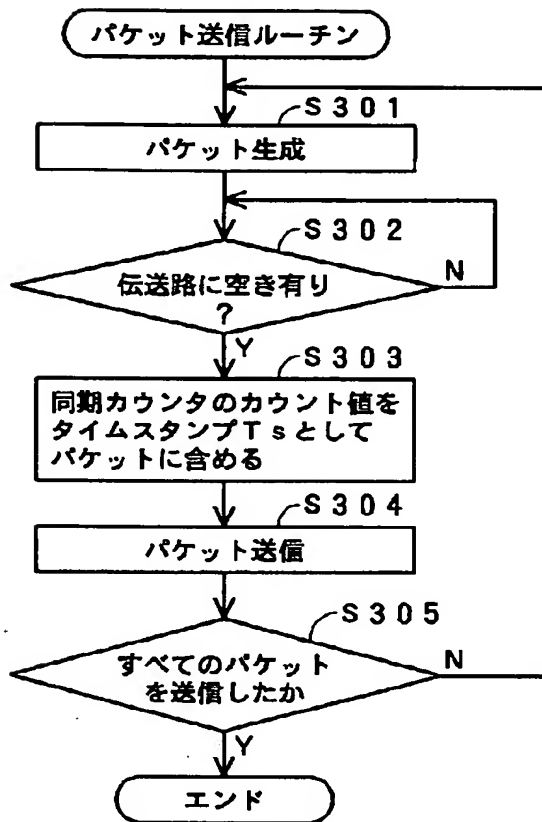 パケット送信ルーチン
S301
パケット生成
S302
伝送路に空き有り
?
N
Y
S303
同期カウンタのカウント値を
タイムスタンプTsとして
パケットに含める
S304
パケット送信
S305
すべてのパケット
を送信したか
N
Y
エンド